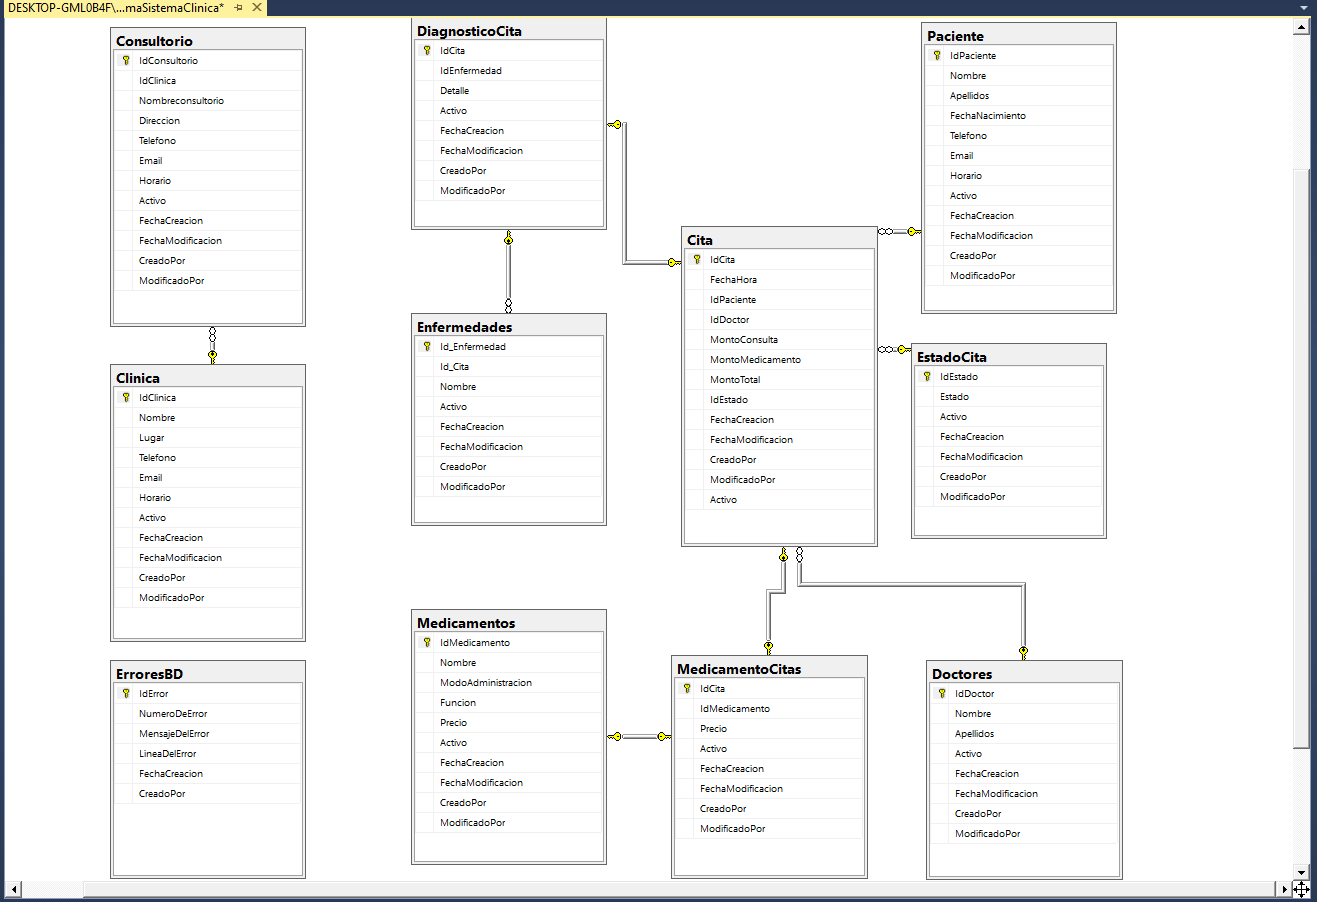 DESKTOP-GML0B4F\...maSistemaClinica*
Consultorio
IdConsultorio
IdClinica
Nombreconsultorio
Direccion
Telefono
Email
Horario
Activo
FechaCreacion
FechaModificacion
CreadoPor
ModificadoPor
Clinica
IdClinica
Nombre
Lugar
Telefono
Email
Horario
Activo
FechaCreacion
FechaModificacion
CreadoPor
ModificadoPor
ErroresBD
IdError
NumeroDeError
MensajeDelError
LineaDelError
FechaCreacion
CreadoPor
DiagnosticoCita
IdCita
IdEnfermedad
Detalle
Activo
FechaCreacion
FechaModificacion
CreadoPor
ModificadoPor
Enfermedades
Id_Enfermedad
Id_Cita
Nombre
Activo
FechaCreacion
FechaModificacion
CreadoPor
ModificadoPor
Medicamentos
IdMedicamento
Nombre
ModoAdministracion
Funcion
Precio
Activo
FechaCreacion
FechaModificacion
CreadoPor
ModificadoPor
Cita
IdCita
FechaHora
IdPaciente
IdDoctor
MontoConsulta
MontoMedicamento
MontoTotal
IdEstado
FechaCreacion
FechaModificacion
CreadoPor
ModificadoPor
Activo
MedicamentoCitas
IdCita
IdMedicamento
Precio
Activo
FechaCreacion
FechaModificacion
CreadoPor
ModificadoPor
Paciente
IdPaciente
Nombre
Apellidos
FechaNacimiento
Telefono
Email
Horario
Activo
FechaCreacion
FechaModificacion
CreadoPor
ModificadoPor
EstadoCita
IdEstado
Estado
Activo
FechaCreacion
FechaModificacion
CreadoPor
ModificadoPor
Doctores
IdDoctor
Nombre
Apellidos
Activo
FechaCreacion
FechaModificacion
CreadoPor
ModificadoPor